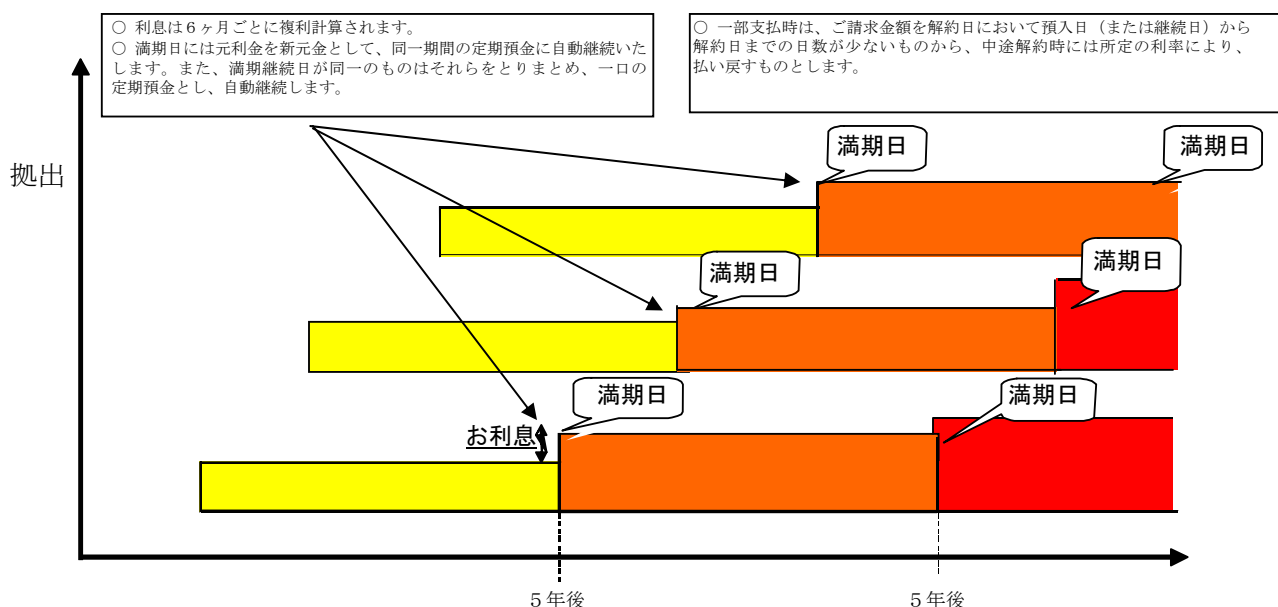 ○ 利息は６ヶ月ごとに複利計算されます。
○ 満期日には元利金を新元金として、同一期間の定期預金に自動継続いた
します。また、満期継続日が同一のものはそれらをとりまとめ、一口の
定期預金とし、自動継続します。
○ 一部支払時は、ご請求金額を解約日において預入日（または継続日）から
解約日までの日数が少ないものから、中途解約時には所定の利率により、
払い戻すものとします。
拠出
満期日
満期日
満期日
満期日
満期日
満期日
お利息
５年後
５年後